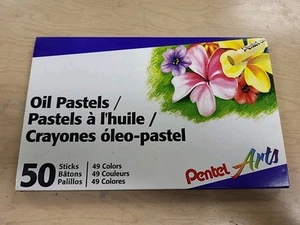 Oil Pastels /
Pastels à l'huile /
Crayones óleo-pastel
50 Sticks 49 Colors
Bâtons 49 Couleurs
Palillos 49 Colores
Pentel Arts